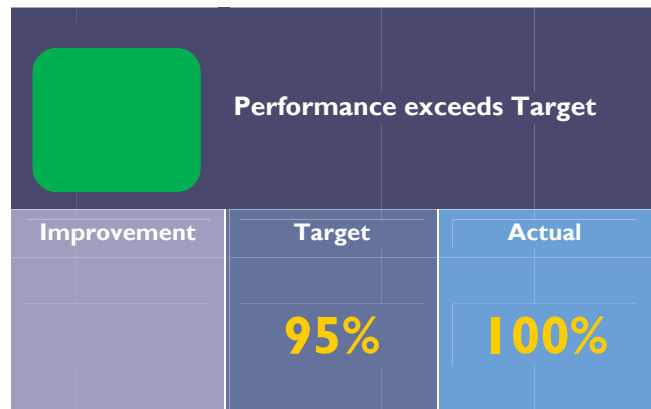 Performance exceeds Target
Improvement Target Actual
95% 100%